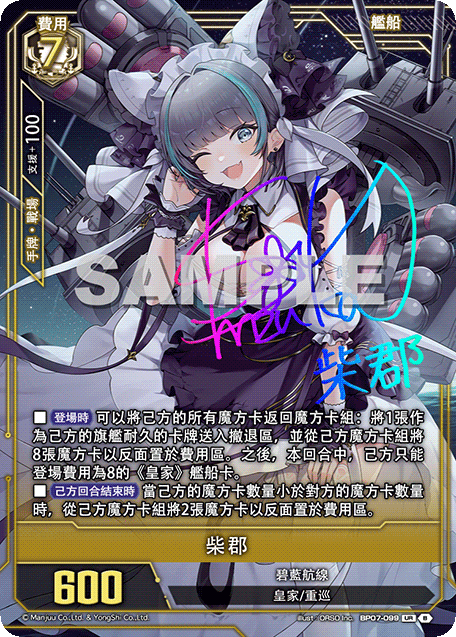 費用
7
艦船
支援+100
手牌・戰場
SAMPLE
柴郡
■ 登場時 可以將己方的所有魔方卡返回魔方卡組：將1張作
為己方的旗艦耐久的卡牌送入撤退區，並從己方魔方卡組將
8張魔方卡以反面置於費用區。之後，本回合中，己方只能
登場費用為8的《皇家》艦船卡。
■ 己方回合結束時 當己方的魔方卡數量小於對方的魔方卡數量
時，從己方魔方卡組將2張魔方卡以反面置於費用區。
柴郡
600
碧藍航線
皇家/重巡
© Manjuu Co.,Ltd. & YongShi Co.,Ltd.
illust: DRSO Inc. BP07-099 UR